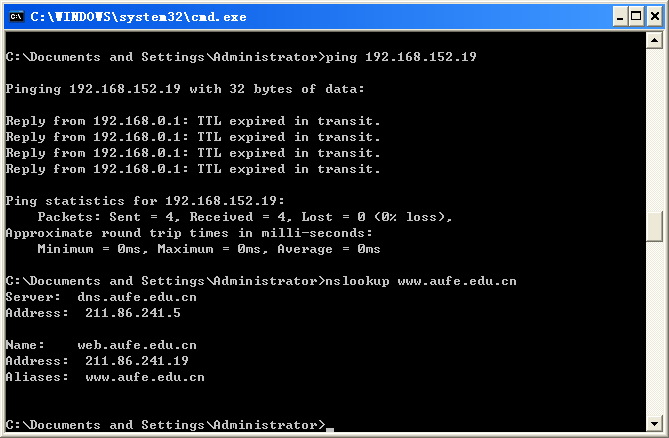 C:\WINDOWS\system32\cmd.exe
C:\Documents and Settings\Administrator>ping 192.168.152.19
Pinging 192.168.152.19 with 32 bytes of data:
Reply from 192.168.0.1: TTL expired in transit.
Reply from 192.168.0.1: TTL expired in transit.
Reply from 192.168.0.1: TTL expired in transit.
Reply from 192.168.0.1: TTL expired in transit.
Ping statistics for 192.168.152.19:
    Packets: Sent = 4, Received = 4, Lost = 0 (0% loss),
Approximate round trip times in milli-seconds:
    Minimum = 0ms, Maximum = 0ms, Average = 0ms
C:\Documents and Settings\Administrator>nslookup www.aufe.edu.cn
Server:  dns.aufe.edu.cn
Address:  211.86.241.5
Name:    web.aufe.edu.cn
Address:  211.86.241.19
Aliases:  www.aufe.edu.cn
C:\Documents and Settings\Administrator>